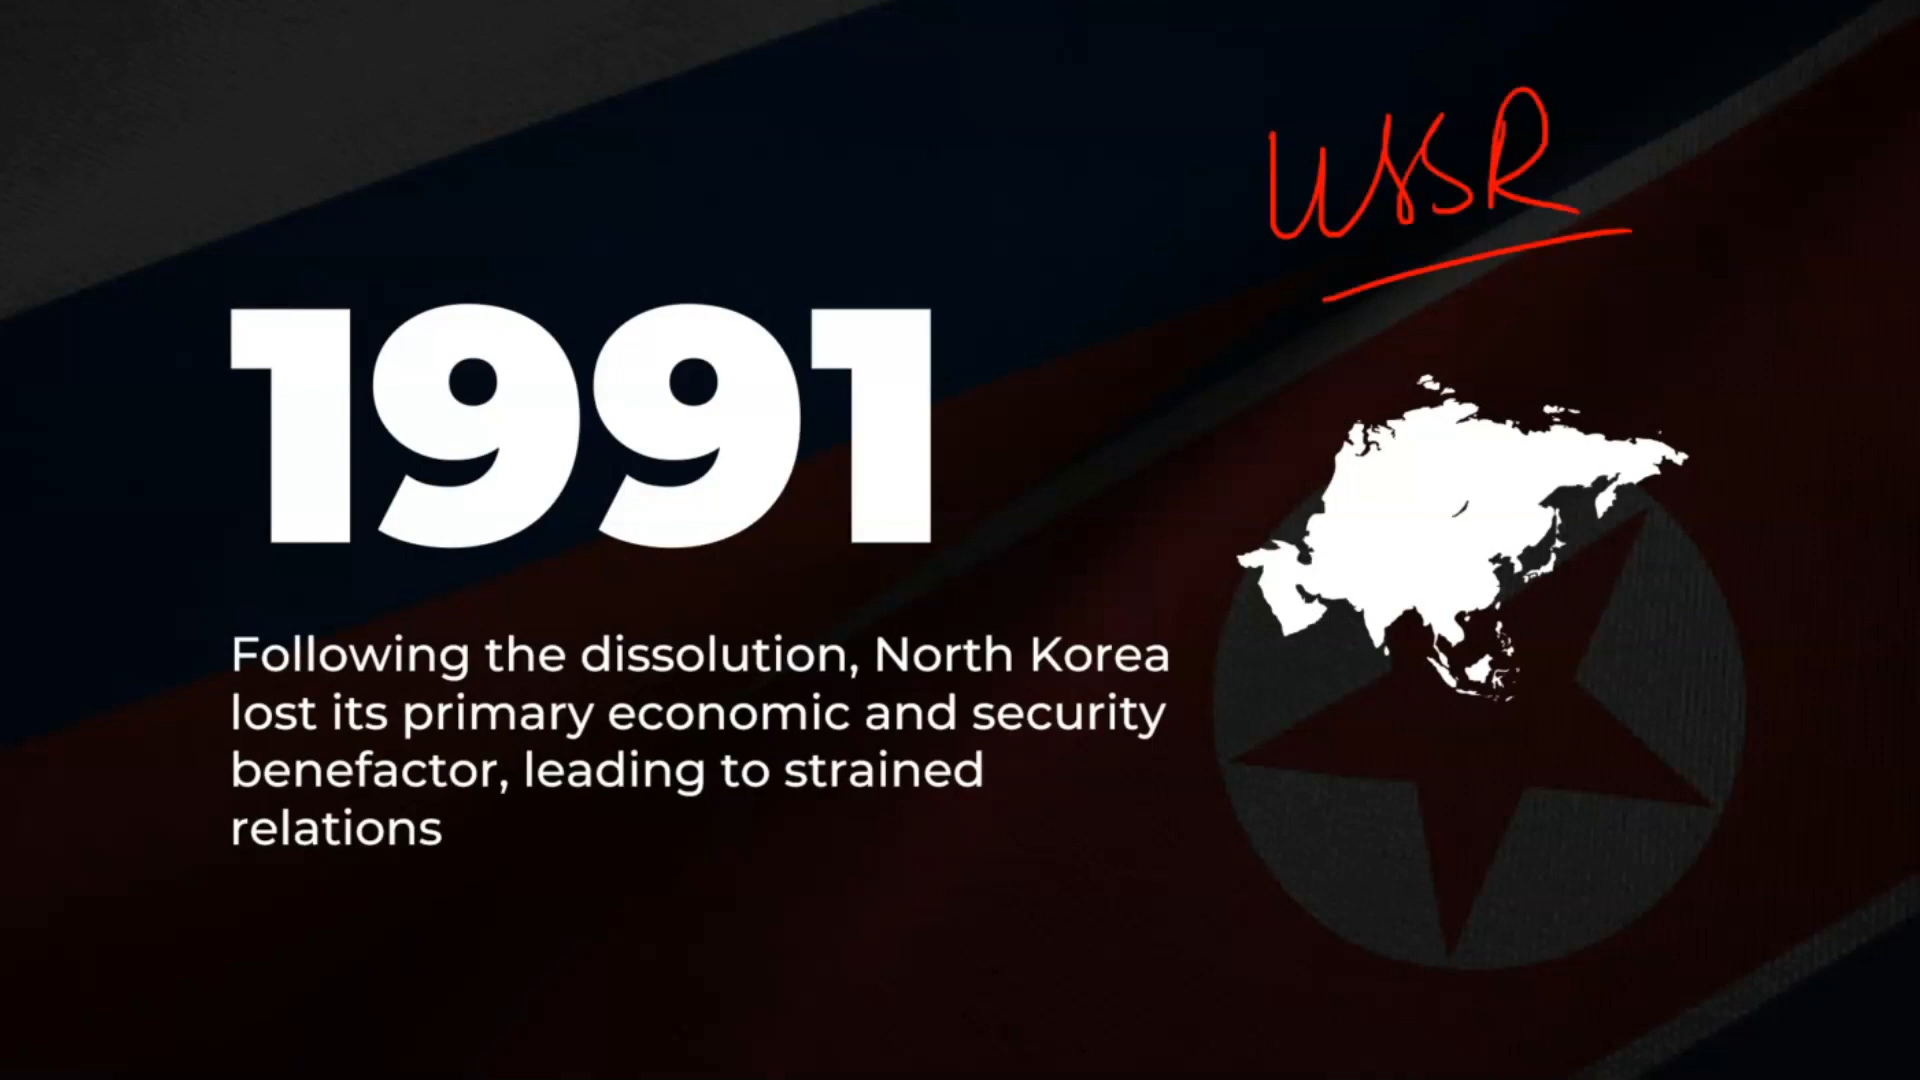 USSR
1991
Following the dissolution, North Korea
lost its primary economic and security
benefactor, leading to strained
relations